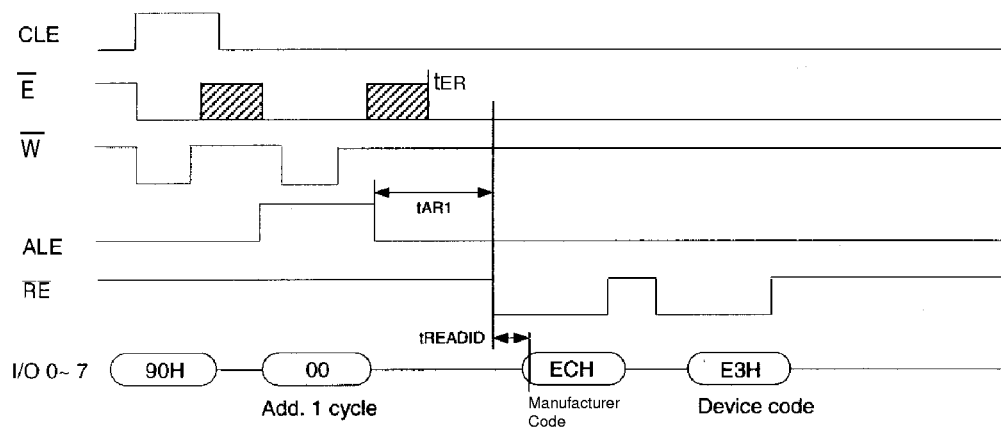 CLE
E
tER
W
tAR1
ALE
RE
tREADID
I/O 0~ 7
90H
00
ECH
E3H
Add. 1 cycle
Manufacturer
Code
Device code